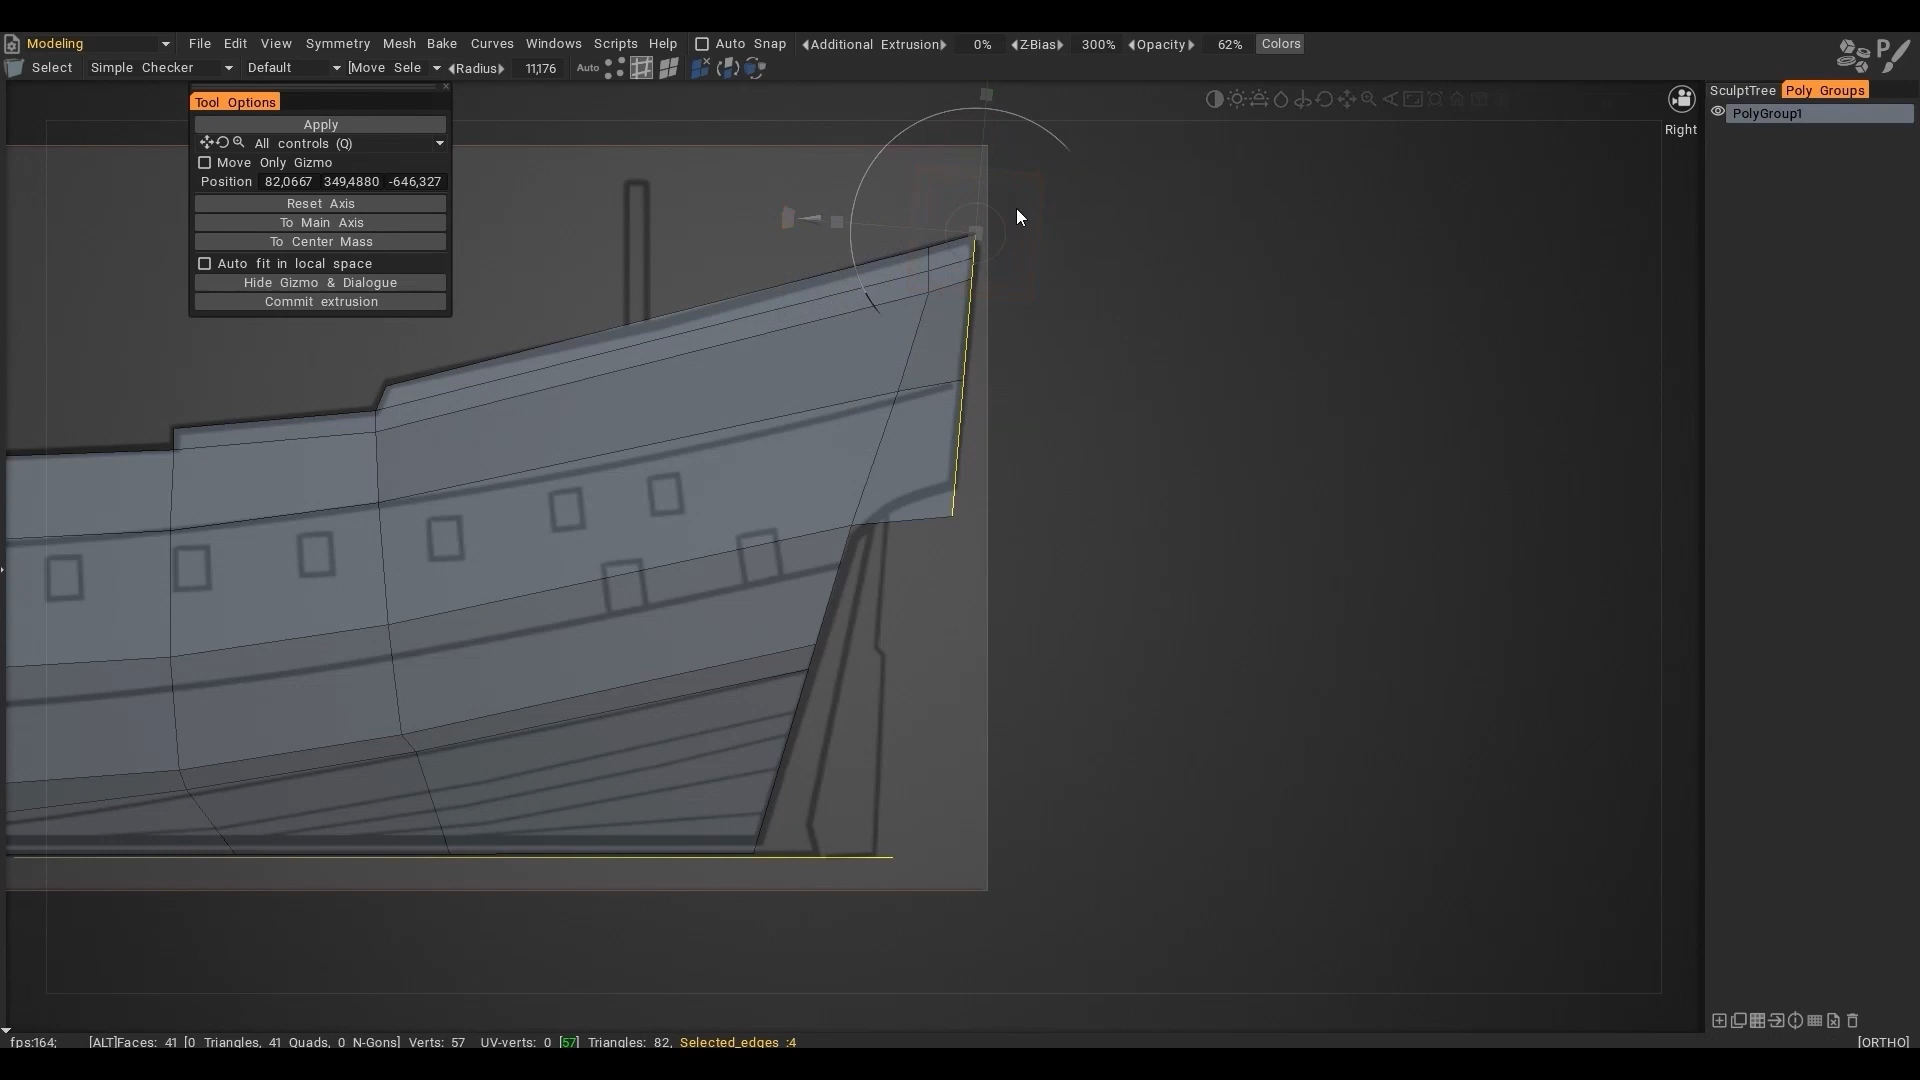 Modeling File Edit View Symmetry Mesh Bake Curves Windows Scripts Help Auto Snap Additional Extrusion 0% Z-Bias 300% Opacity 62% Colors
Select Simple Checker Default [Move Sele Radius 11,176 Auto
SculptTree Poly Groups
PolyGroup1
Right
Tool Options
Apply
All controls (Q)
Move Only Gizmo
Position 82,0667 349,4880 -646,327
Reset Axis
To Main Axis
To Center Mass
Auto fit in local space
Hide Gizmo & Dialogue
Commit extrusion
fps:164; [ALT]Faces: 41 [0 Triangles, 41 Quads, 0 N-Gons] Verts: 57 UV-verts: 0 [57] Triangles: 82, Selected_edges :4 [ORTHO]